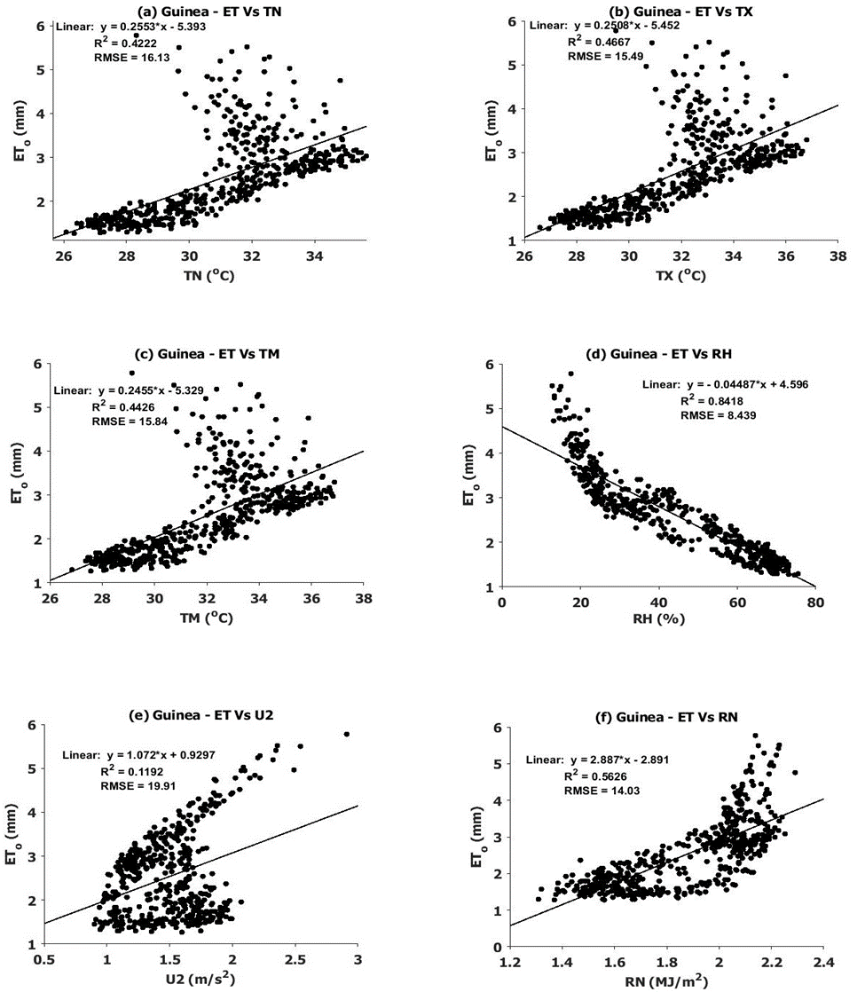 (a) Guinea - ET Vs TN
Linear: y = 0.2553*x - 5.393
R² = 0.4222
RMSE = 16.13
6
5
4
3
2
ETo (mm)
26 28 30 32 34
TN (°C)
(b) Guinea - ET Vs TX
Linear: y = 0.2508*x - 5.452
R² = 0.4667
RMSE = 15.49
6
5
4
3
2
1
ETo (mm)
26 28 30 32 34 36 38
TX (°C)
(c) Guinea - ET Vs TM
Linear: y = 0.2455*x - 5.329
R² = 0.4426
RMSE = 15.84
6
5
4
3
2
1
ETo (mm)
26 28 30 32 34 36 38
TM (°C)
(d) Guinea - ET Vs RH
Linear: y = - 0.04487*x + 4.596
R² = 0.8418
RMSE = 8.439
6
5
4
3
2
1
ETo (mm)
0 20 40 60 80
RH (%)
(e) Guinea - ET Vs U2
Linear: y = 1.072*x + 0.9297
R² = 0.1192
RMSE = 19.91
6
5
4
3
2
1
ETo (mm)
0.5 1 1.5 2 2.5 3
U2 (m/s²)
(f) Guinea - ET Vs RN
Linear: y = 2.887*x - 2.891
R² = 0.5626
RMSE = 14.03
6
5
4
3
2
1
0
ETo (mm)
1.2 1.4 1.6 1.8 2 2.2 2.4
RN (MJ/m²)